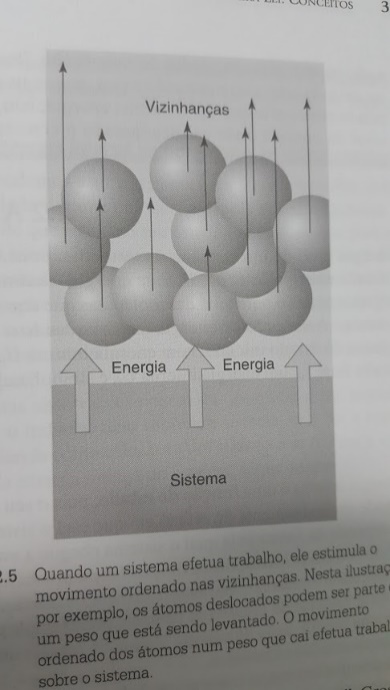 CONCEITOS
Vizinhanças
Energia
Energia
Sistema
2.5 Quando um sistema efetua trabalho, ele estimula o
movimento ordenado nas vizinhanças. Nesta
por exemplo, os átomos deslocados podem ser parte
um peso que está sendo levantado. O movimento
ordenado dos átomos num peso que cai efetua
sobre o sistema.